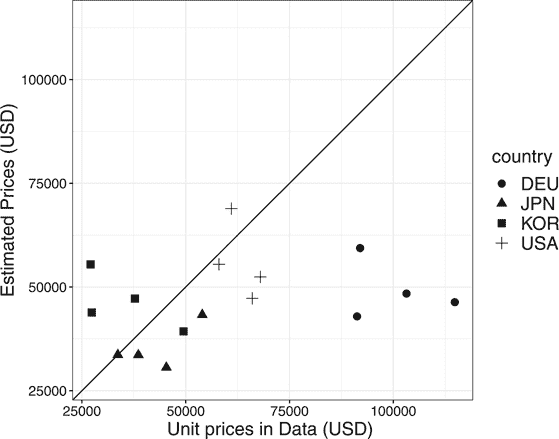 Estimated Prices (USD)
100000
75000
50000
25000
25000
50000
75000
100000
Unit prices in Data (USD)
country
DEU
JPN
KOR
USA